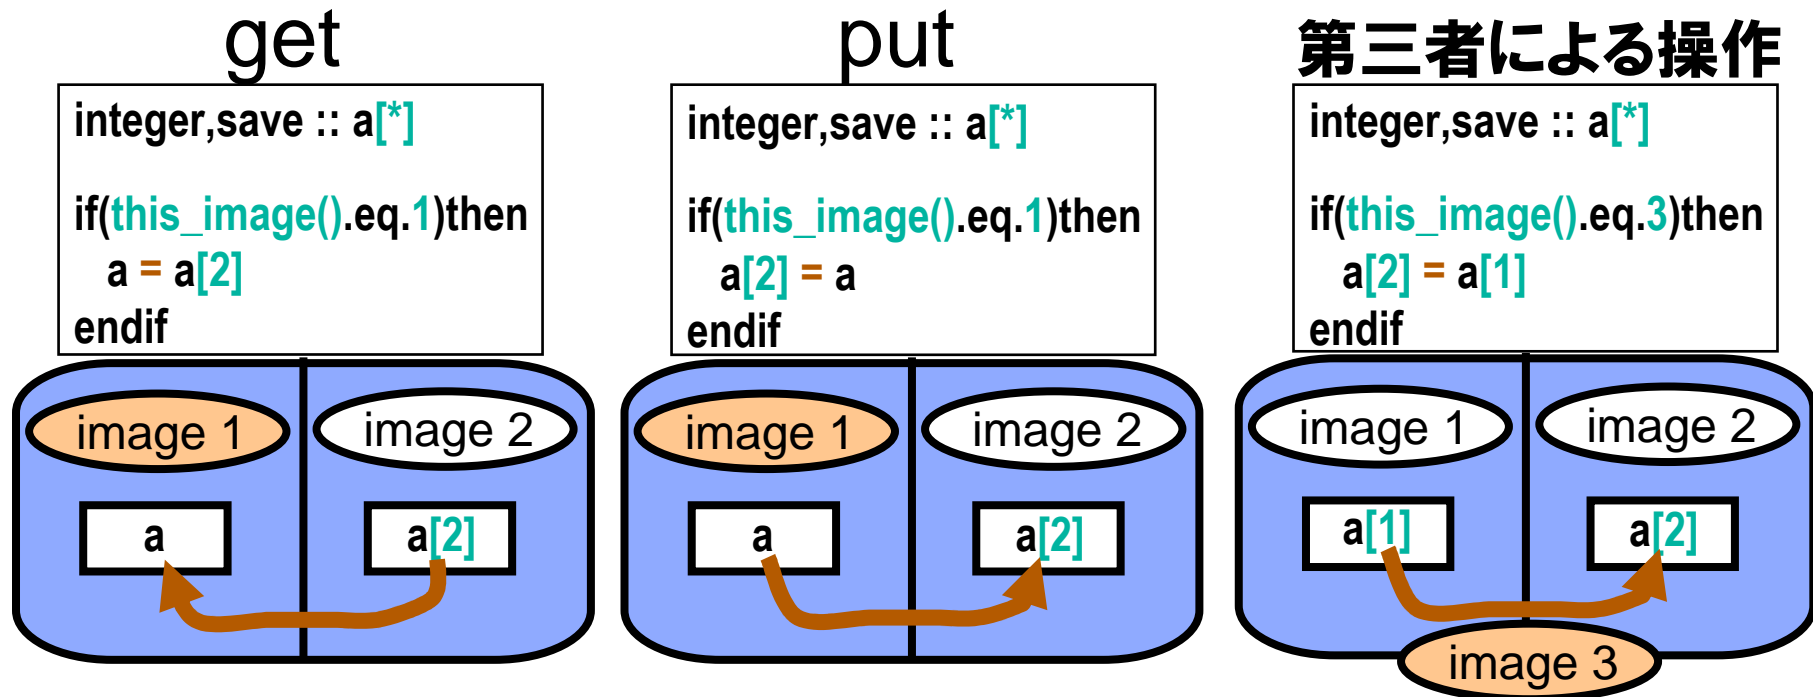 get
integer,save :: a[*]
if(this_image().eq.1)then
a = a[2]
endif
image 1
image 2
a
a[2]
put
integer,save :: a[*]
if(this_image().eq.1)then
a[2] = a
endif
image 1
image 2
a
a[2]
第三者による操作
integer,save :: a[*]
if(this_image().eq.3)then
a[2] = a[1]
endif
image 1
image 2
a[1]
a[2]
image 3